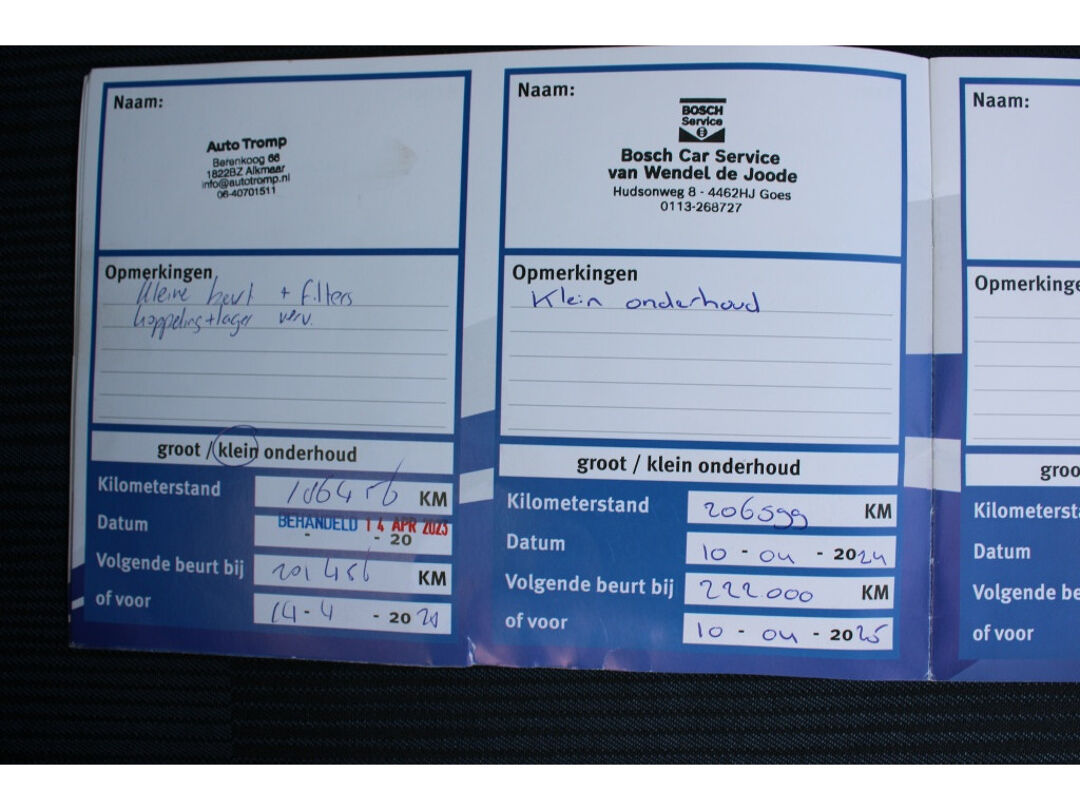 Naam:
Auto Tromp
Berenkoog 66
1822BZ Alkmaar
info@autotromp.nl
06-40701511
Opmerkingen
kleine beurt + filters
koppeling+lager verv.
groot / klein onderhoud
Kilometerstand 186456 KM
Datum BEHANDELD 14 APR 2023
- - 20
Volgende beurt bij 201456 KM
of voor 14-4 - 20
Naam:
BOSCH
Service
Bosch Car Service
van Wendel de Joode
Hudsonweg 8 - 4462HJ Goes
0113-268727
Opmerkingen
Klein onderhoud
groot / klein onderhoud
Kilometerstand 206599 KM
Datum 10 - 04 - 2024
Volgende beurt bij 222000 KM
of voor 10 - 04 - 2025
Naam:
Opmerkinge
groo
Kilometersta
Datum
Volgende be
of voor